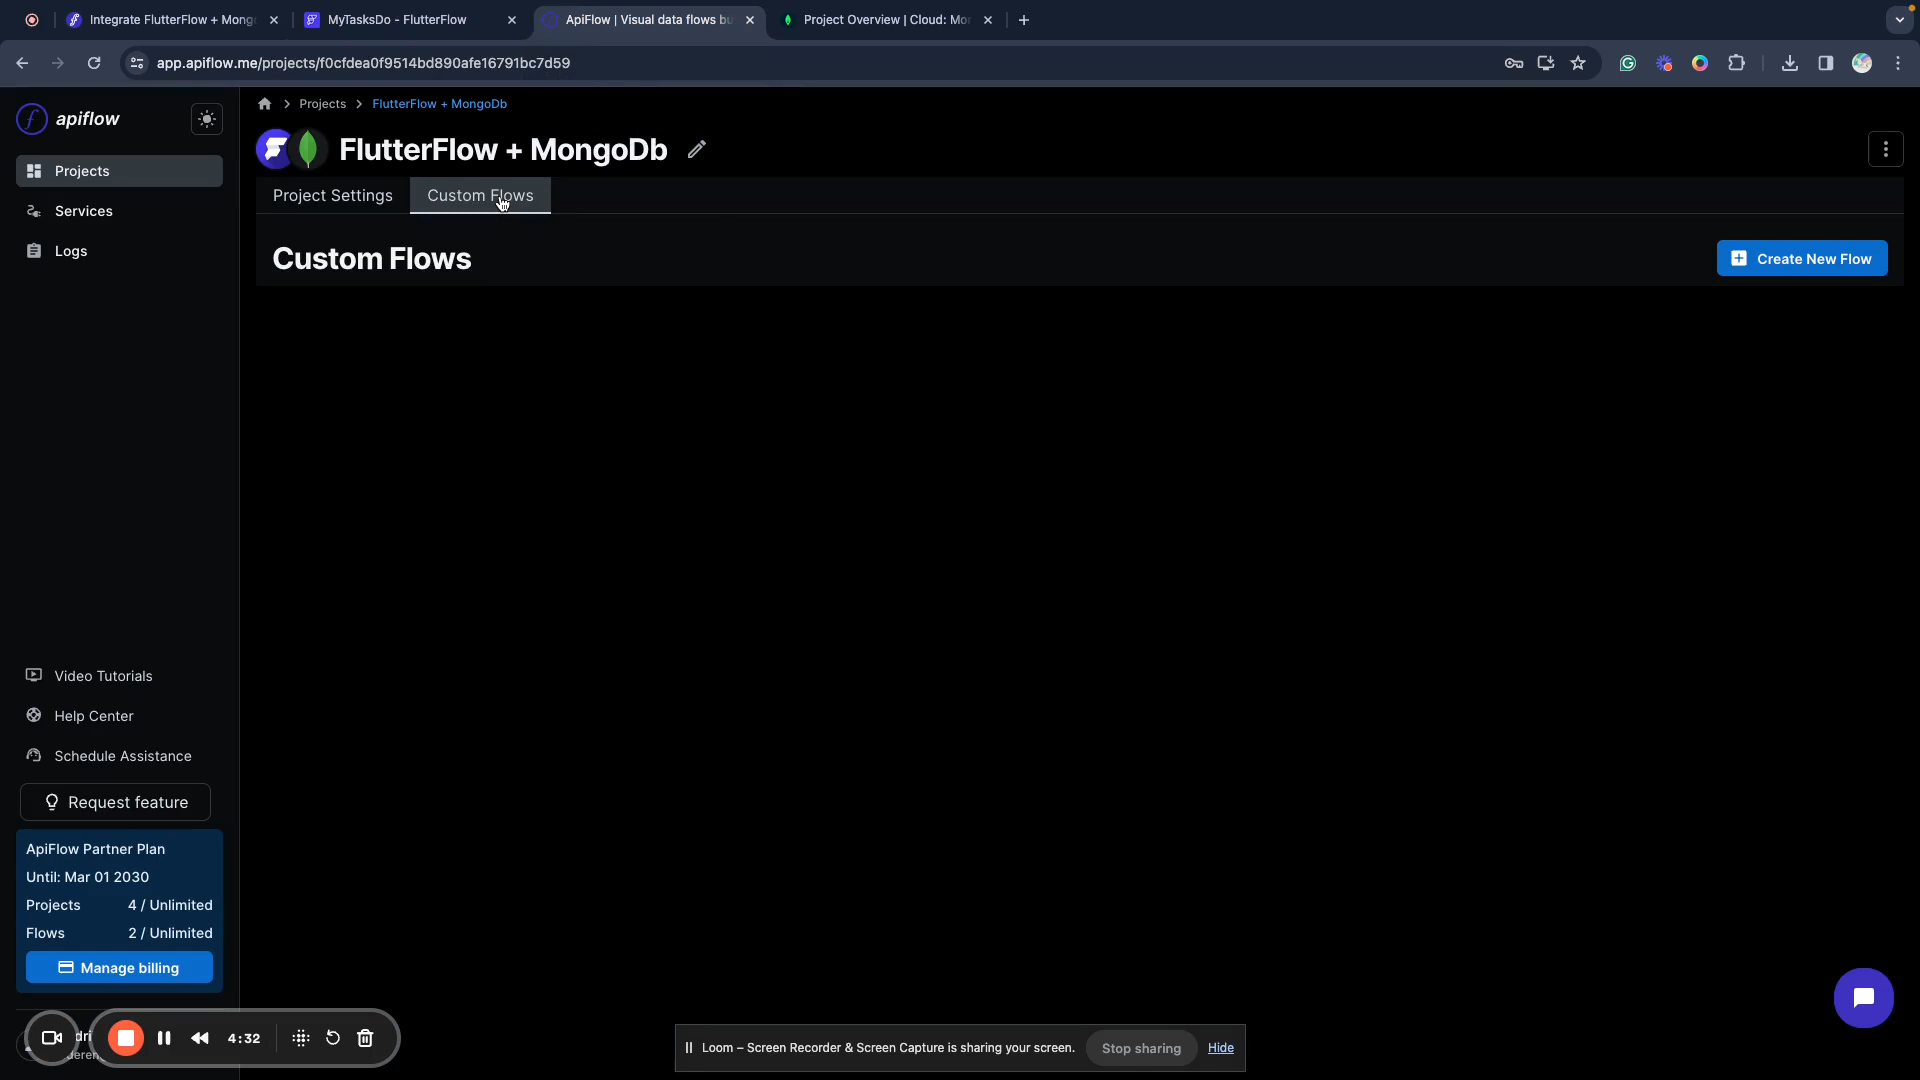 Integrate FlutterFlow + Mong
MyTasksDo - FlutterFlow
ApiFlow | Visual data flows bu
Project Overview | Cloud: Mon
app.apiflow.me/projects/f0cfdea0f9514bd890afe16791bc7d59
apiflow
Projects
Services
Logs
Projects > FlutterFlow + MongoDb
FlutterFlow + MongoDb
Project Settings
Custom Flows
Custom Flows
Create New Flow
Video Tutorials
Help Center
Schedule Assistance
Request feature
ApiFlow Partner Plan
Until: Mar 01 2030
Projects 4 / Unlimited
Flows 2 / Unlimited
Manage billing
4:32
Loom – Screen Recorder & Screen Capture is sharing your screen.
Stop sharing
Hide